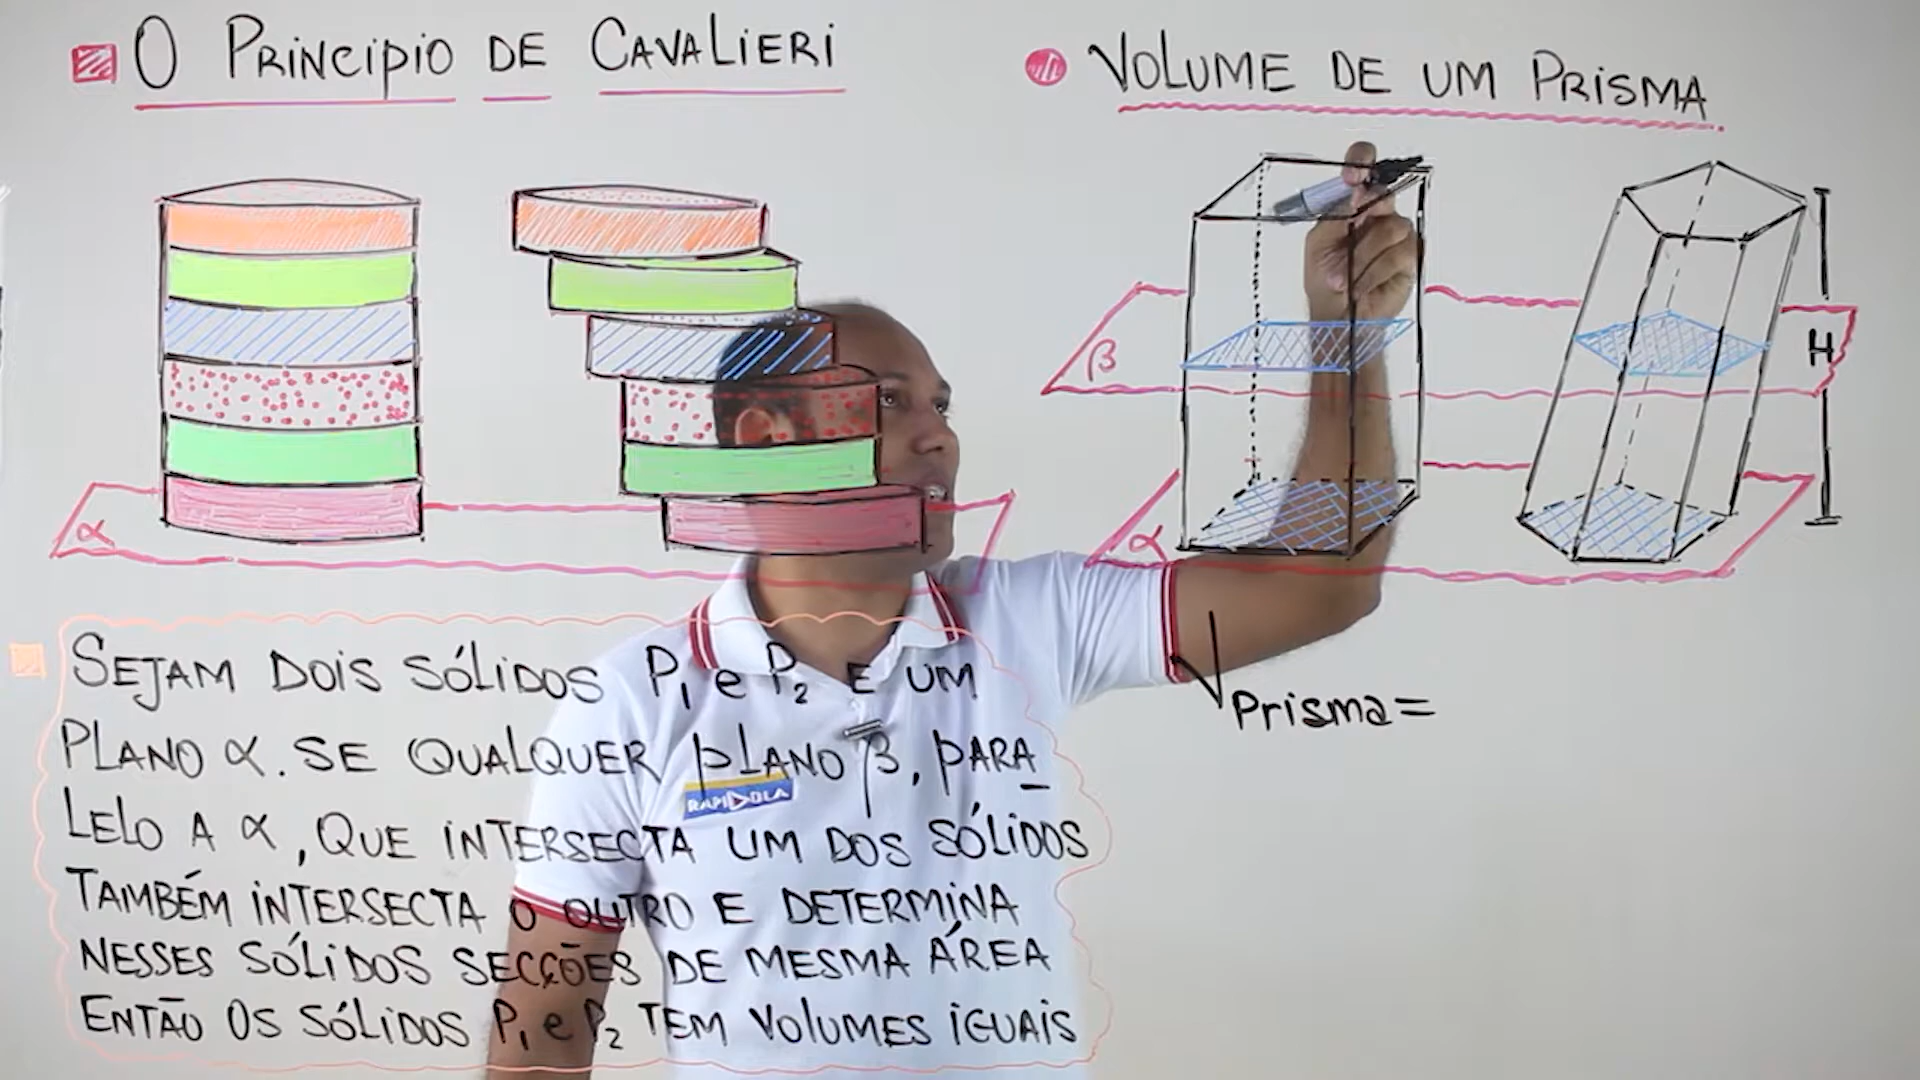 O PRINCIPIO DE CAVALIERI
VOLUME DE UM PRISMA
β
H
α
α
V Prisma =
SEJAM DOIS SÓLIDOS P1 e P2 E UM
PLANO α. SE QUALQUER PLANO β, PARA_
LELO A α, QUE INTERSECTA UM DOS SÓLIDOS
TAMBÉM INTERSECTA O OUTRO E DETERMINA
NESSES SÓLIDOS SECÇÕES DE MESMA ÁREA
ENTÃO OS SÓLIDOS P1 e P2 TEM VOLUMES IGUAIS
RAPIDOLA